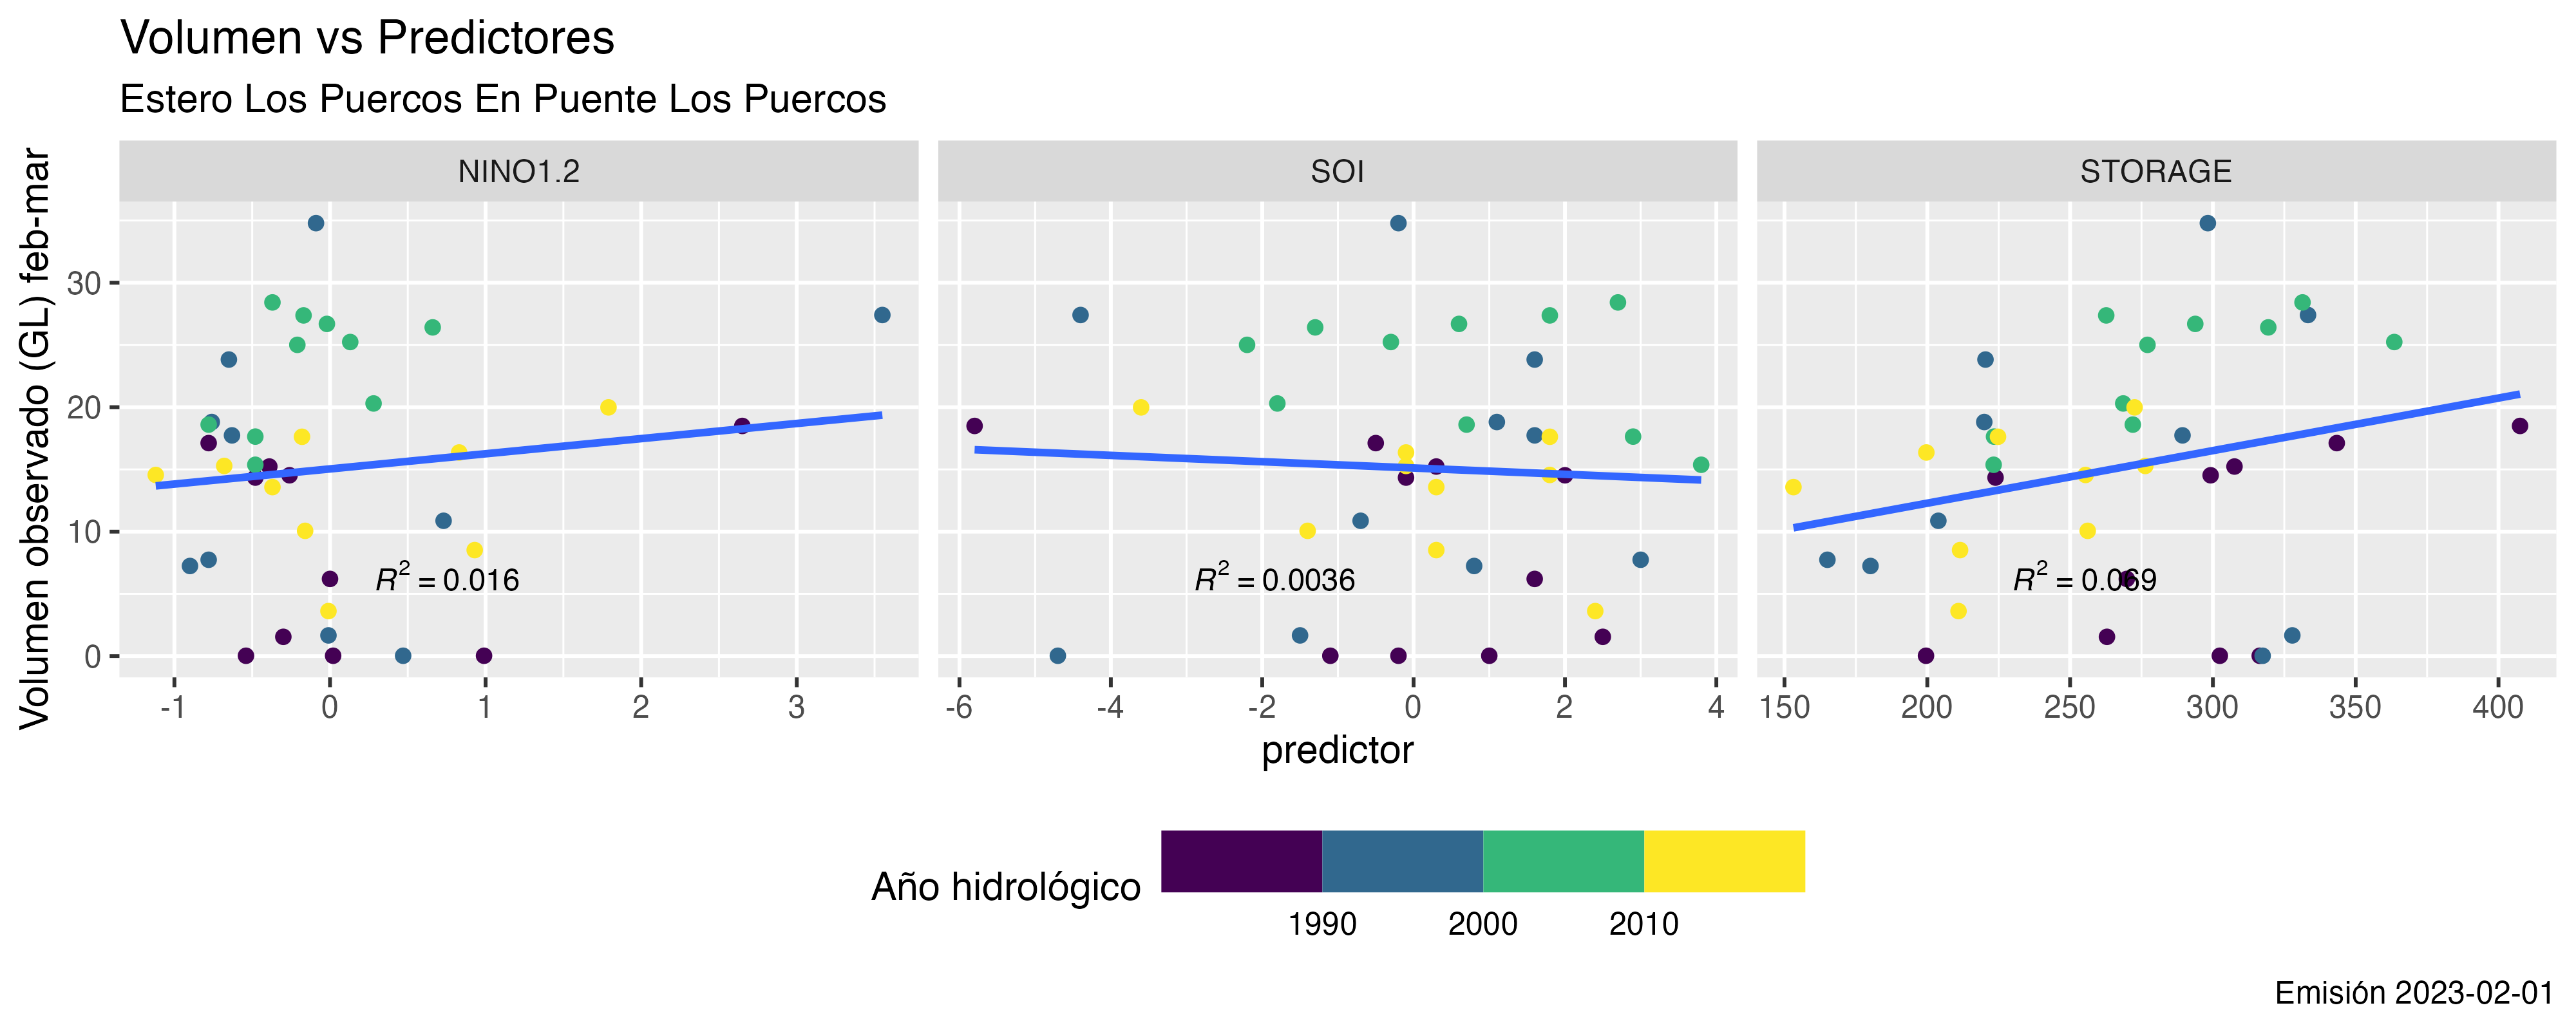 Volumen vs Predictores
Estero Los Puercos En Puente Los Puercos
NINO1.2 SOI STORAGE
Volumen observado (GL) feb-mar
30
20
10
0
R² = 0.016 R² = 0.0036 R² = 0.069
-1 0 1 2 3 -6 -4 -2 0 2 4 150 200 250 300 350 400
predictor
Año hidrológico
1990 2000 2010
Emisión 2023-02-01